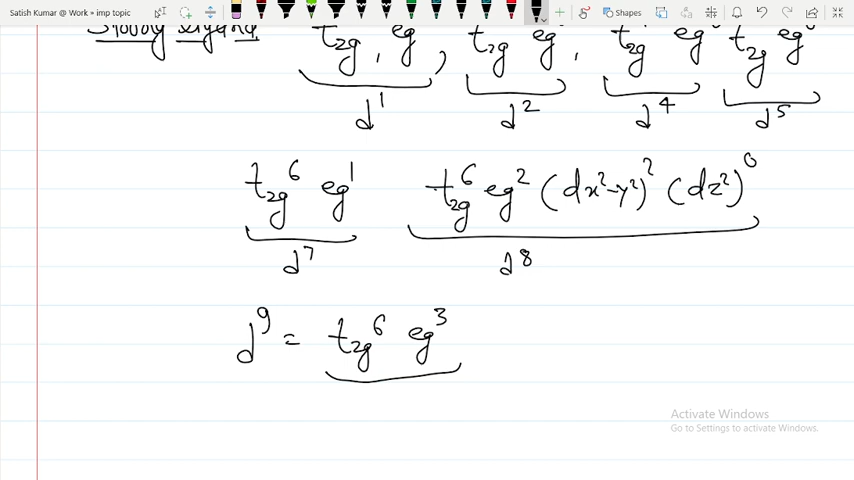 Satish Kumar @ Work » imp topic
Shapes
Strong ligand t₂g , eg , t₂g eg , t₂g eg t₂g eg
d¹ d² d⁴ d⁵
t₂g⁶ eg¹ t₂g⁶ eg² (dx²-y²)² (dz²)⁰
d⁷ d⁸
d⁹ = t₂g⁶ eg³
Activate Windows
Go to Settings to activate Windows.